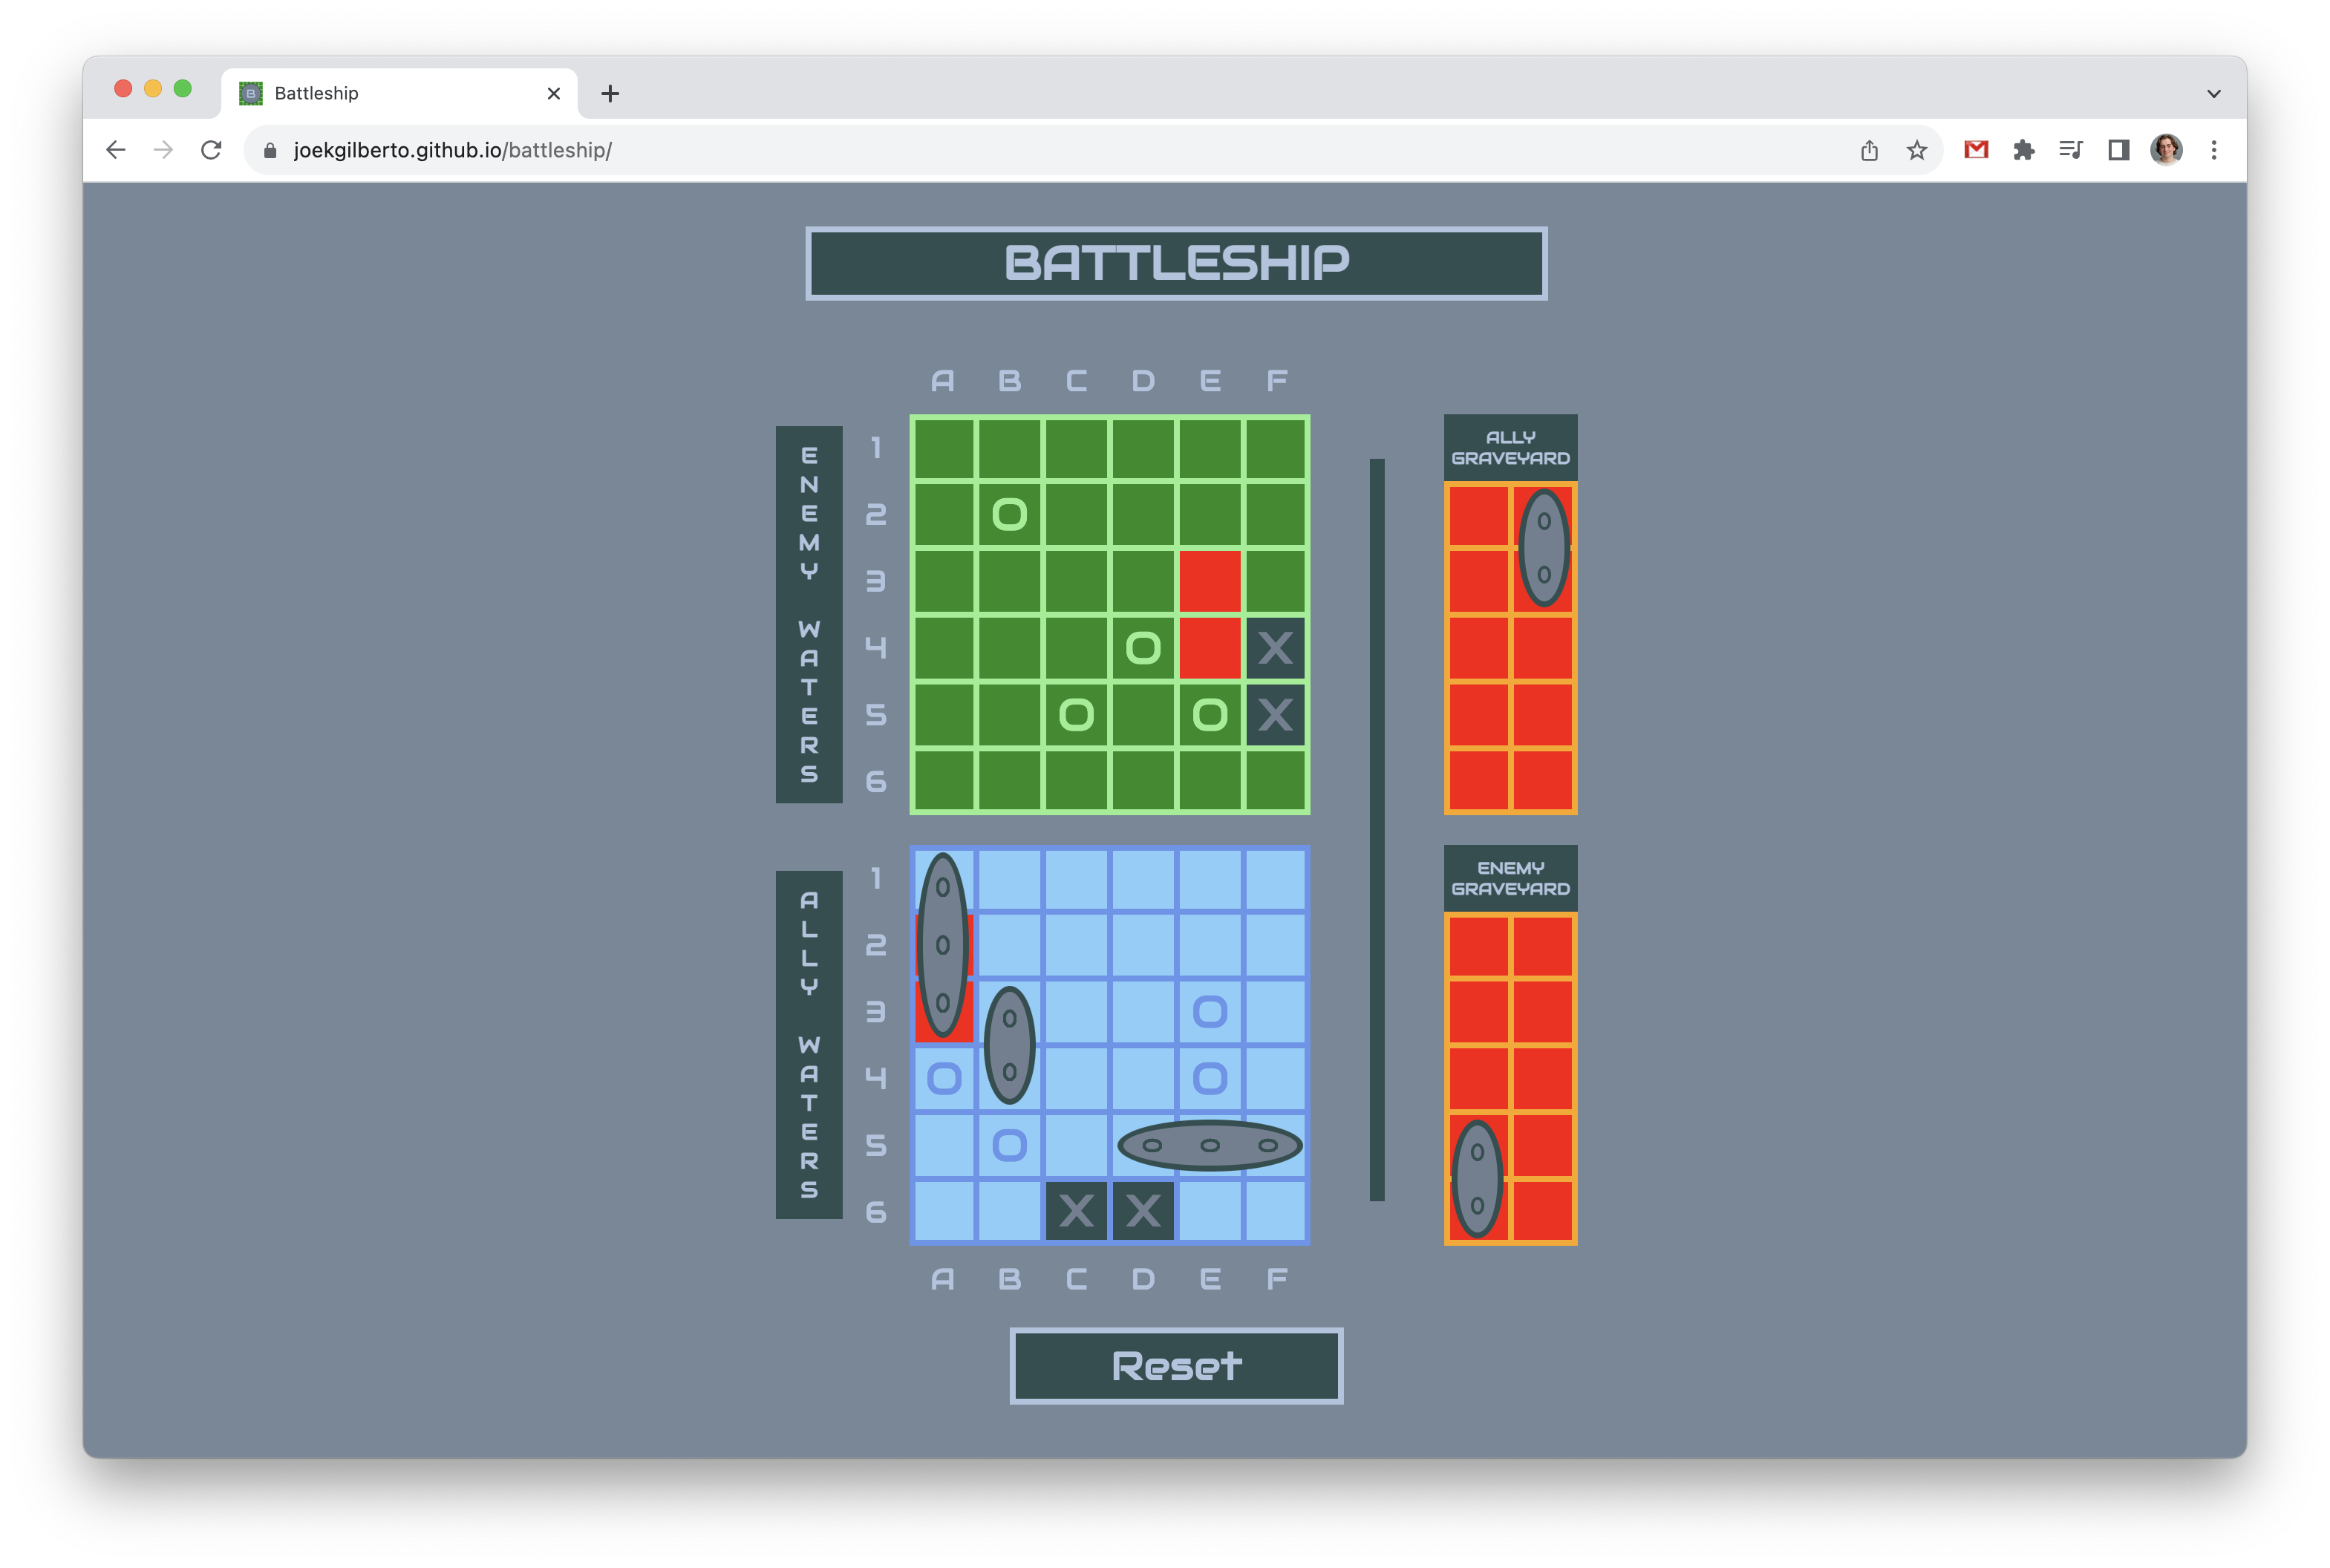 Battleship
joekgilberto.github.io/battleship/
BATTLESHIP
A B C D E F
ENEMY WATERS
1
2 O
3
4 O X
5 O O X
6
ALLY
GRAVEYARD
ALLY WATERS
1
2
3 O
4 O O
5 O
6 X X
A B C D E F
ENEMY
GRAVEYARD
Reset